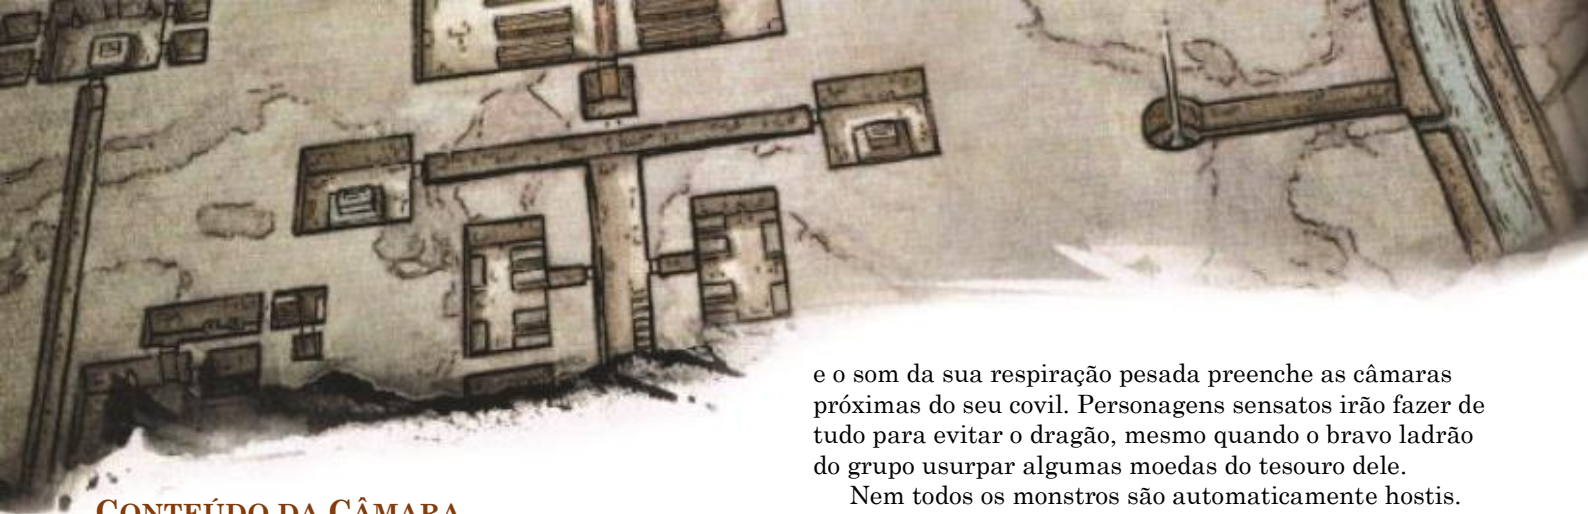 CONTEÚDO DA CÂMARA
e o som da sua respiração pesada preenche as câmaras
próximas do seu covil. Personagens sensatos irão fazer de
tudo para evitar o dragão, mesmo quando o bravo ladrão
do grupo usurpar algumas moedas do tesouro dele.
Nem todos os monstros são automaticamente hostis.